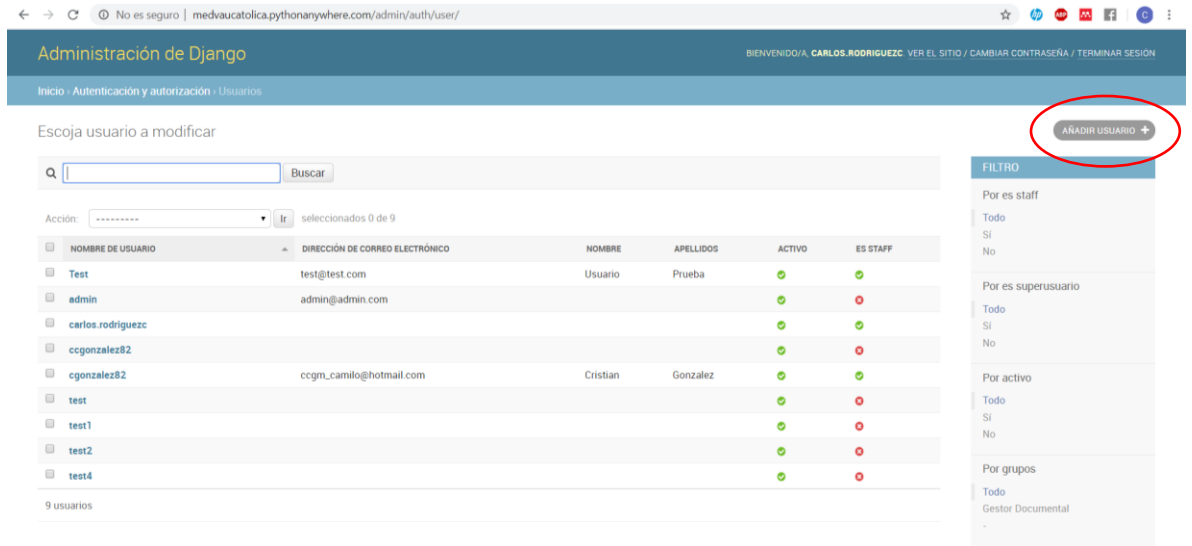 No es seguro | medvaucatolica.pythonanywhere.com/admin/auth/user/
Administración de Django
BIENVENIDO/A, CARLOS.RODRIGUEZC. VER EL SITIO / CAMBIAR CONTRASEÑA / TERMINAR SESIÓN
Inicio › Autenticación y autorización › Usuarios
Escoja usuario a modificar
AÑADIR USUARIO +
Buscar
Acción: --------- Ir seleccionados 0 de 9
NOMBRE DE USUARIO DIRECCIÓN DE CORREO ELECTRÓNICO NOMBRE APELLIDOS ACTIVO ES STAFF
Test test@test.com Usuario Prueba
admin admin@admin.com
carlos.rodriguezc
ccgonzalez82
cgonzalez82 ccgm_camilo@hotmail.com Cristian Gonzalez
test
test1
test2
test4
9 usuarios
FILTRO
Por es staff
Todo
Sí
No
Por es superusuario
Todo
Sí
No
Por activo
Todo
Sí
No
Por grupos
Todo
Gestor Documental
-